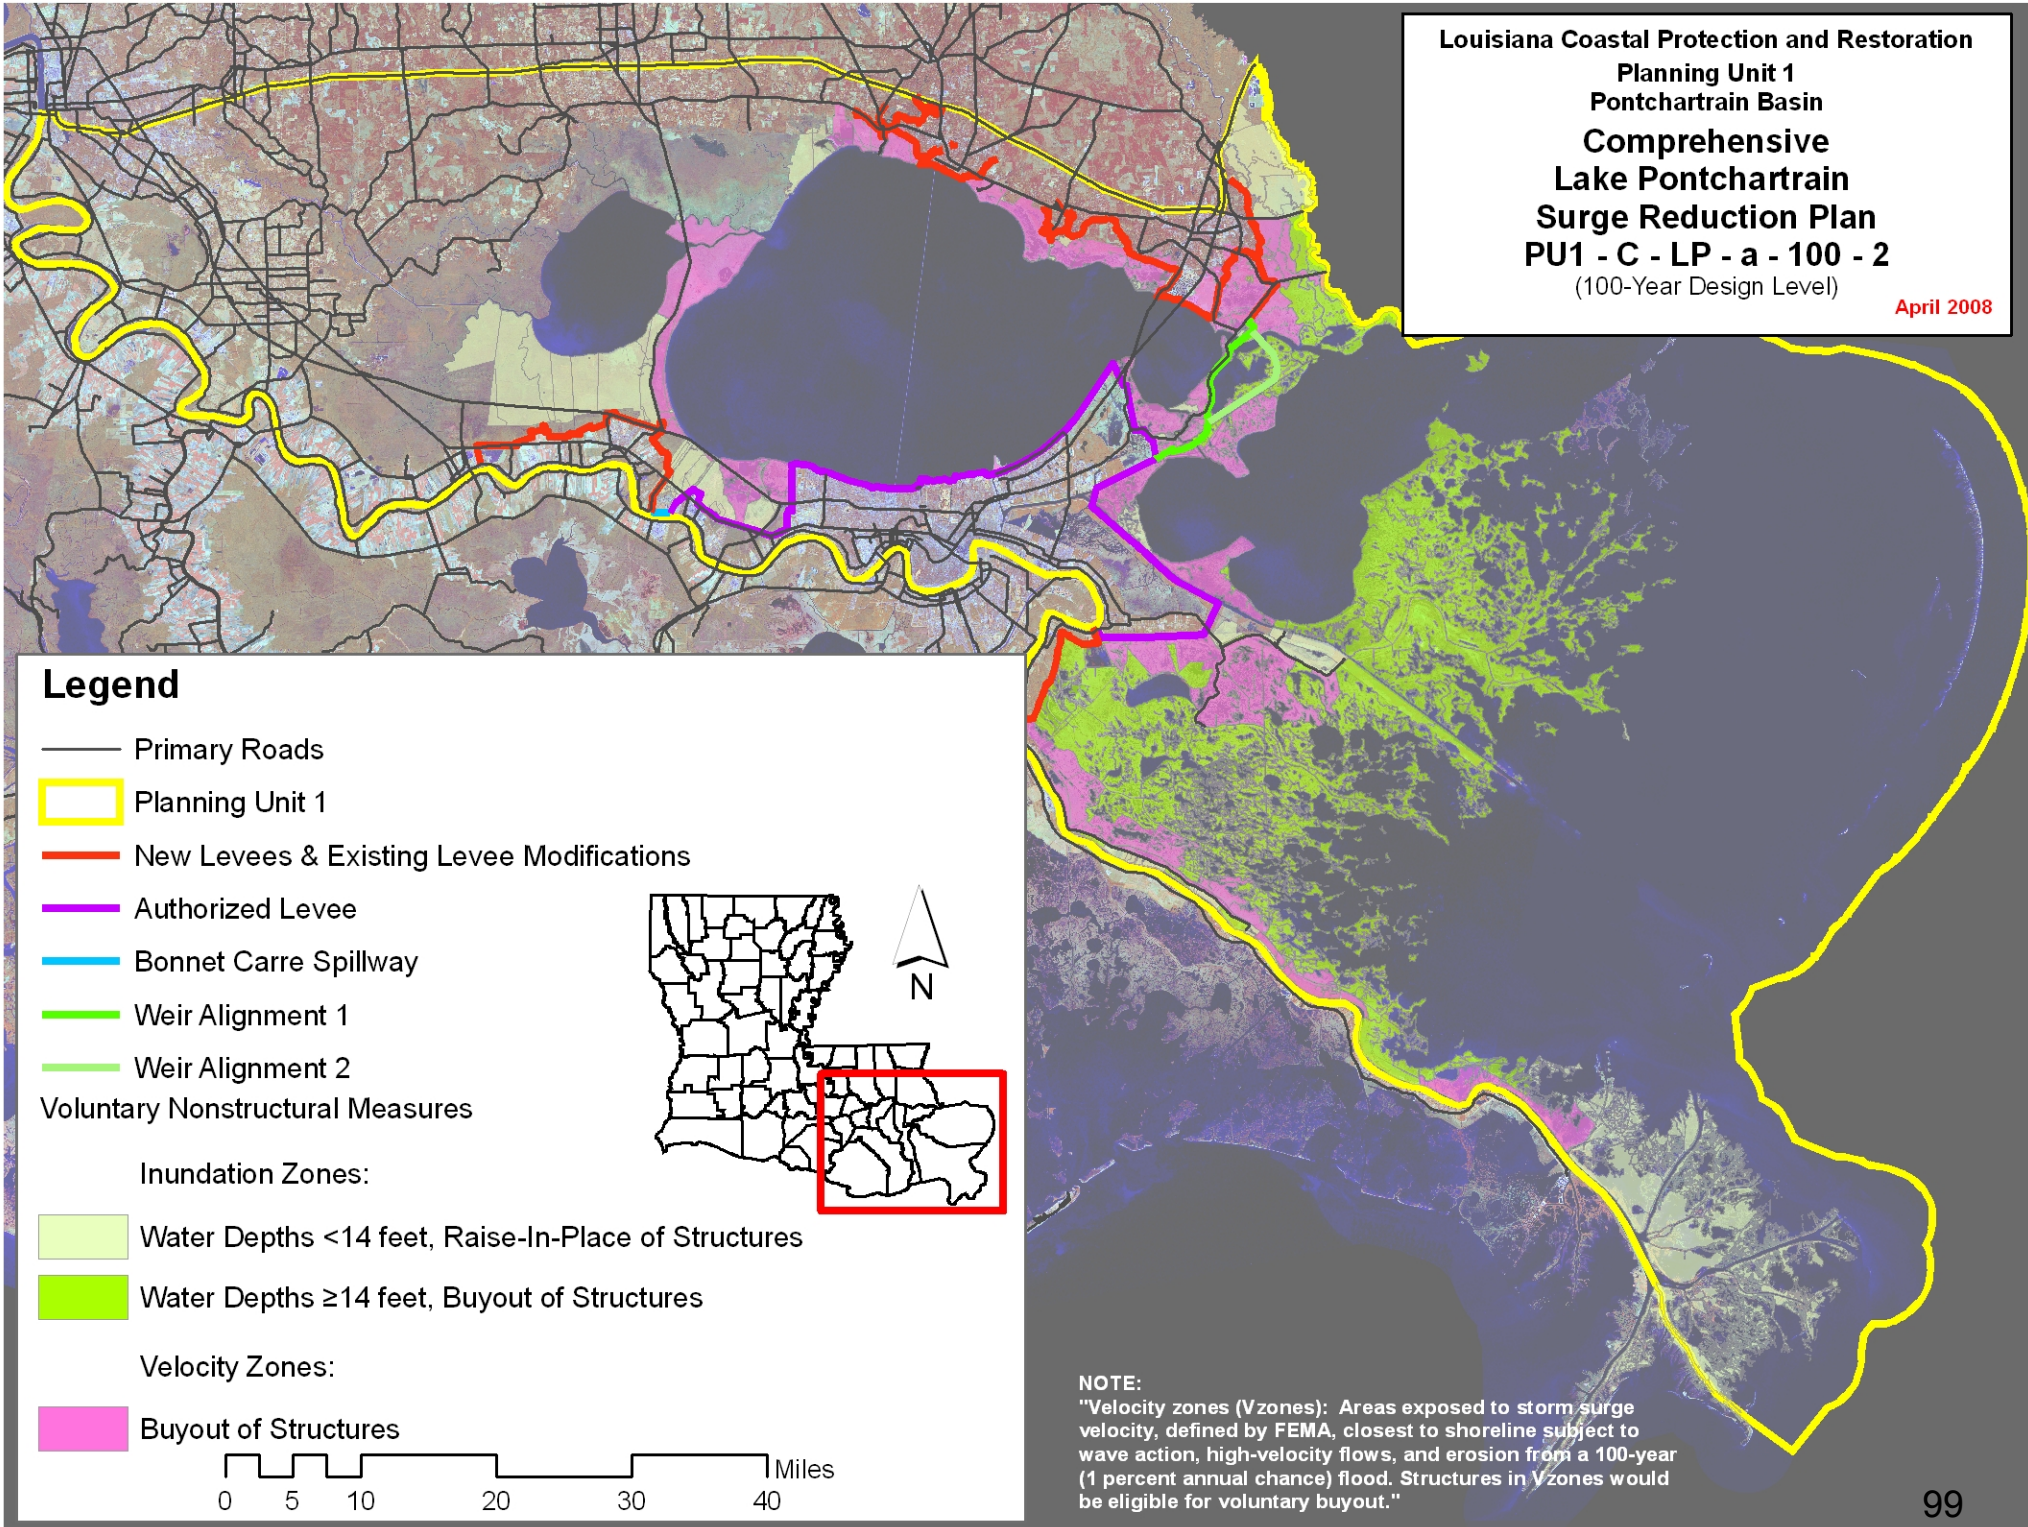 Louisiana Coastal Protection and Restoration
Planning Unit 1
Pontchartrain Basin
Comprehensive
Lake Pontchartrain
Surge Reduction Plan
PU1 - C - LP - a - 100 - 2
(100-Year Design Level)
April 2008
Legend
Primary Roads
Planning Unit 1
New Levees & Existing Levee Modifications
Authorized Levee
Bonnet Carre Spillway
Weir Alignment 1
Weir Alignment 2
Voluntary Nonstructural Measures
Inundation Zones:
Water Depths <14 feet, Raise-In-Place of Structures
Water Depths ≥14 feet, Buyout of Structures
Velocity Zones:
Buyout of Structures
N
Miles
0 5 10 20 30 40
NOTE:
"Velocity zones (Vzones): Areas exposed to storm surge
velocity, defined by FEMA, closest to shoreline subject to
wave action, high-velocity flows, and erosion from a 100-year
(1 percent annual chance) flood. Structures in Vzones would
be eligible for voluntary buyout."
99